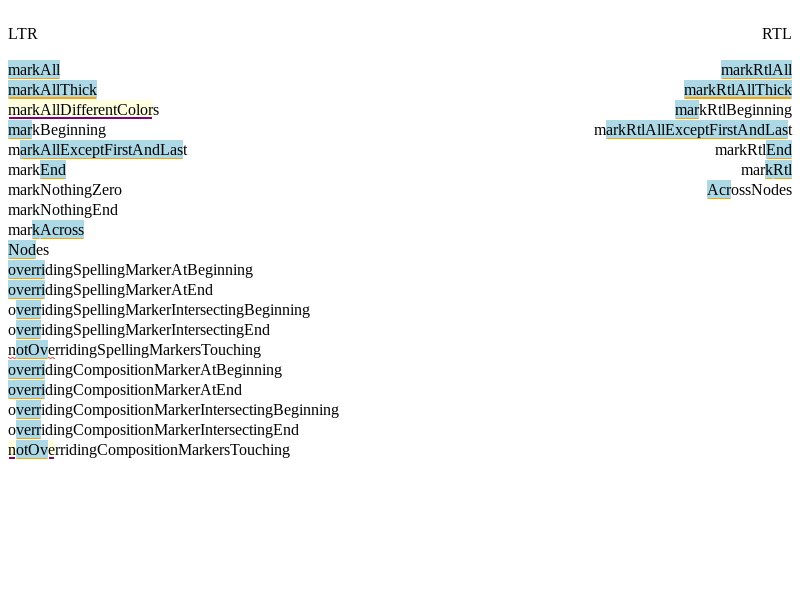 LTR
markAll
markAllThick
markAllDifferentColors
markBeginning
markAllExceptFirstAndLast
markEnd
markNothingZero
markNothingEnd
markAcross
Nodes
overridingSpellingMarkerAtBeginning
overridingSpellingMarkerAtEnd
overridingSpellingMarkerIntersectingBeginning
overridingSpellingMarkerIntersectingEnd
notOverridingSpellingMarkersTouching
overridingCompositionMarkerAtBeginning
overridingCompositionMarkerAtEnd
overridingCompositionMarkerIntersectingBeginning
overridingCompositionMarkerIntersectingEnd
notOverridingCompositionMarkersTouching
RTL
markRtlAll
markRtlAllThick
markRtlBeginning
markRtlAllExceptFirstAndLast
markRtlEnd
markRtl
AcrossNodes